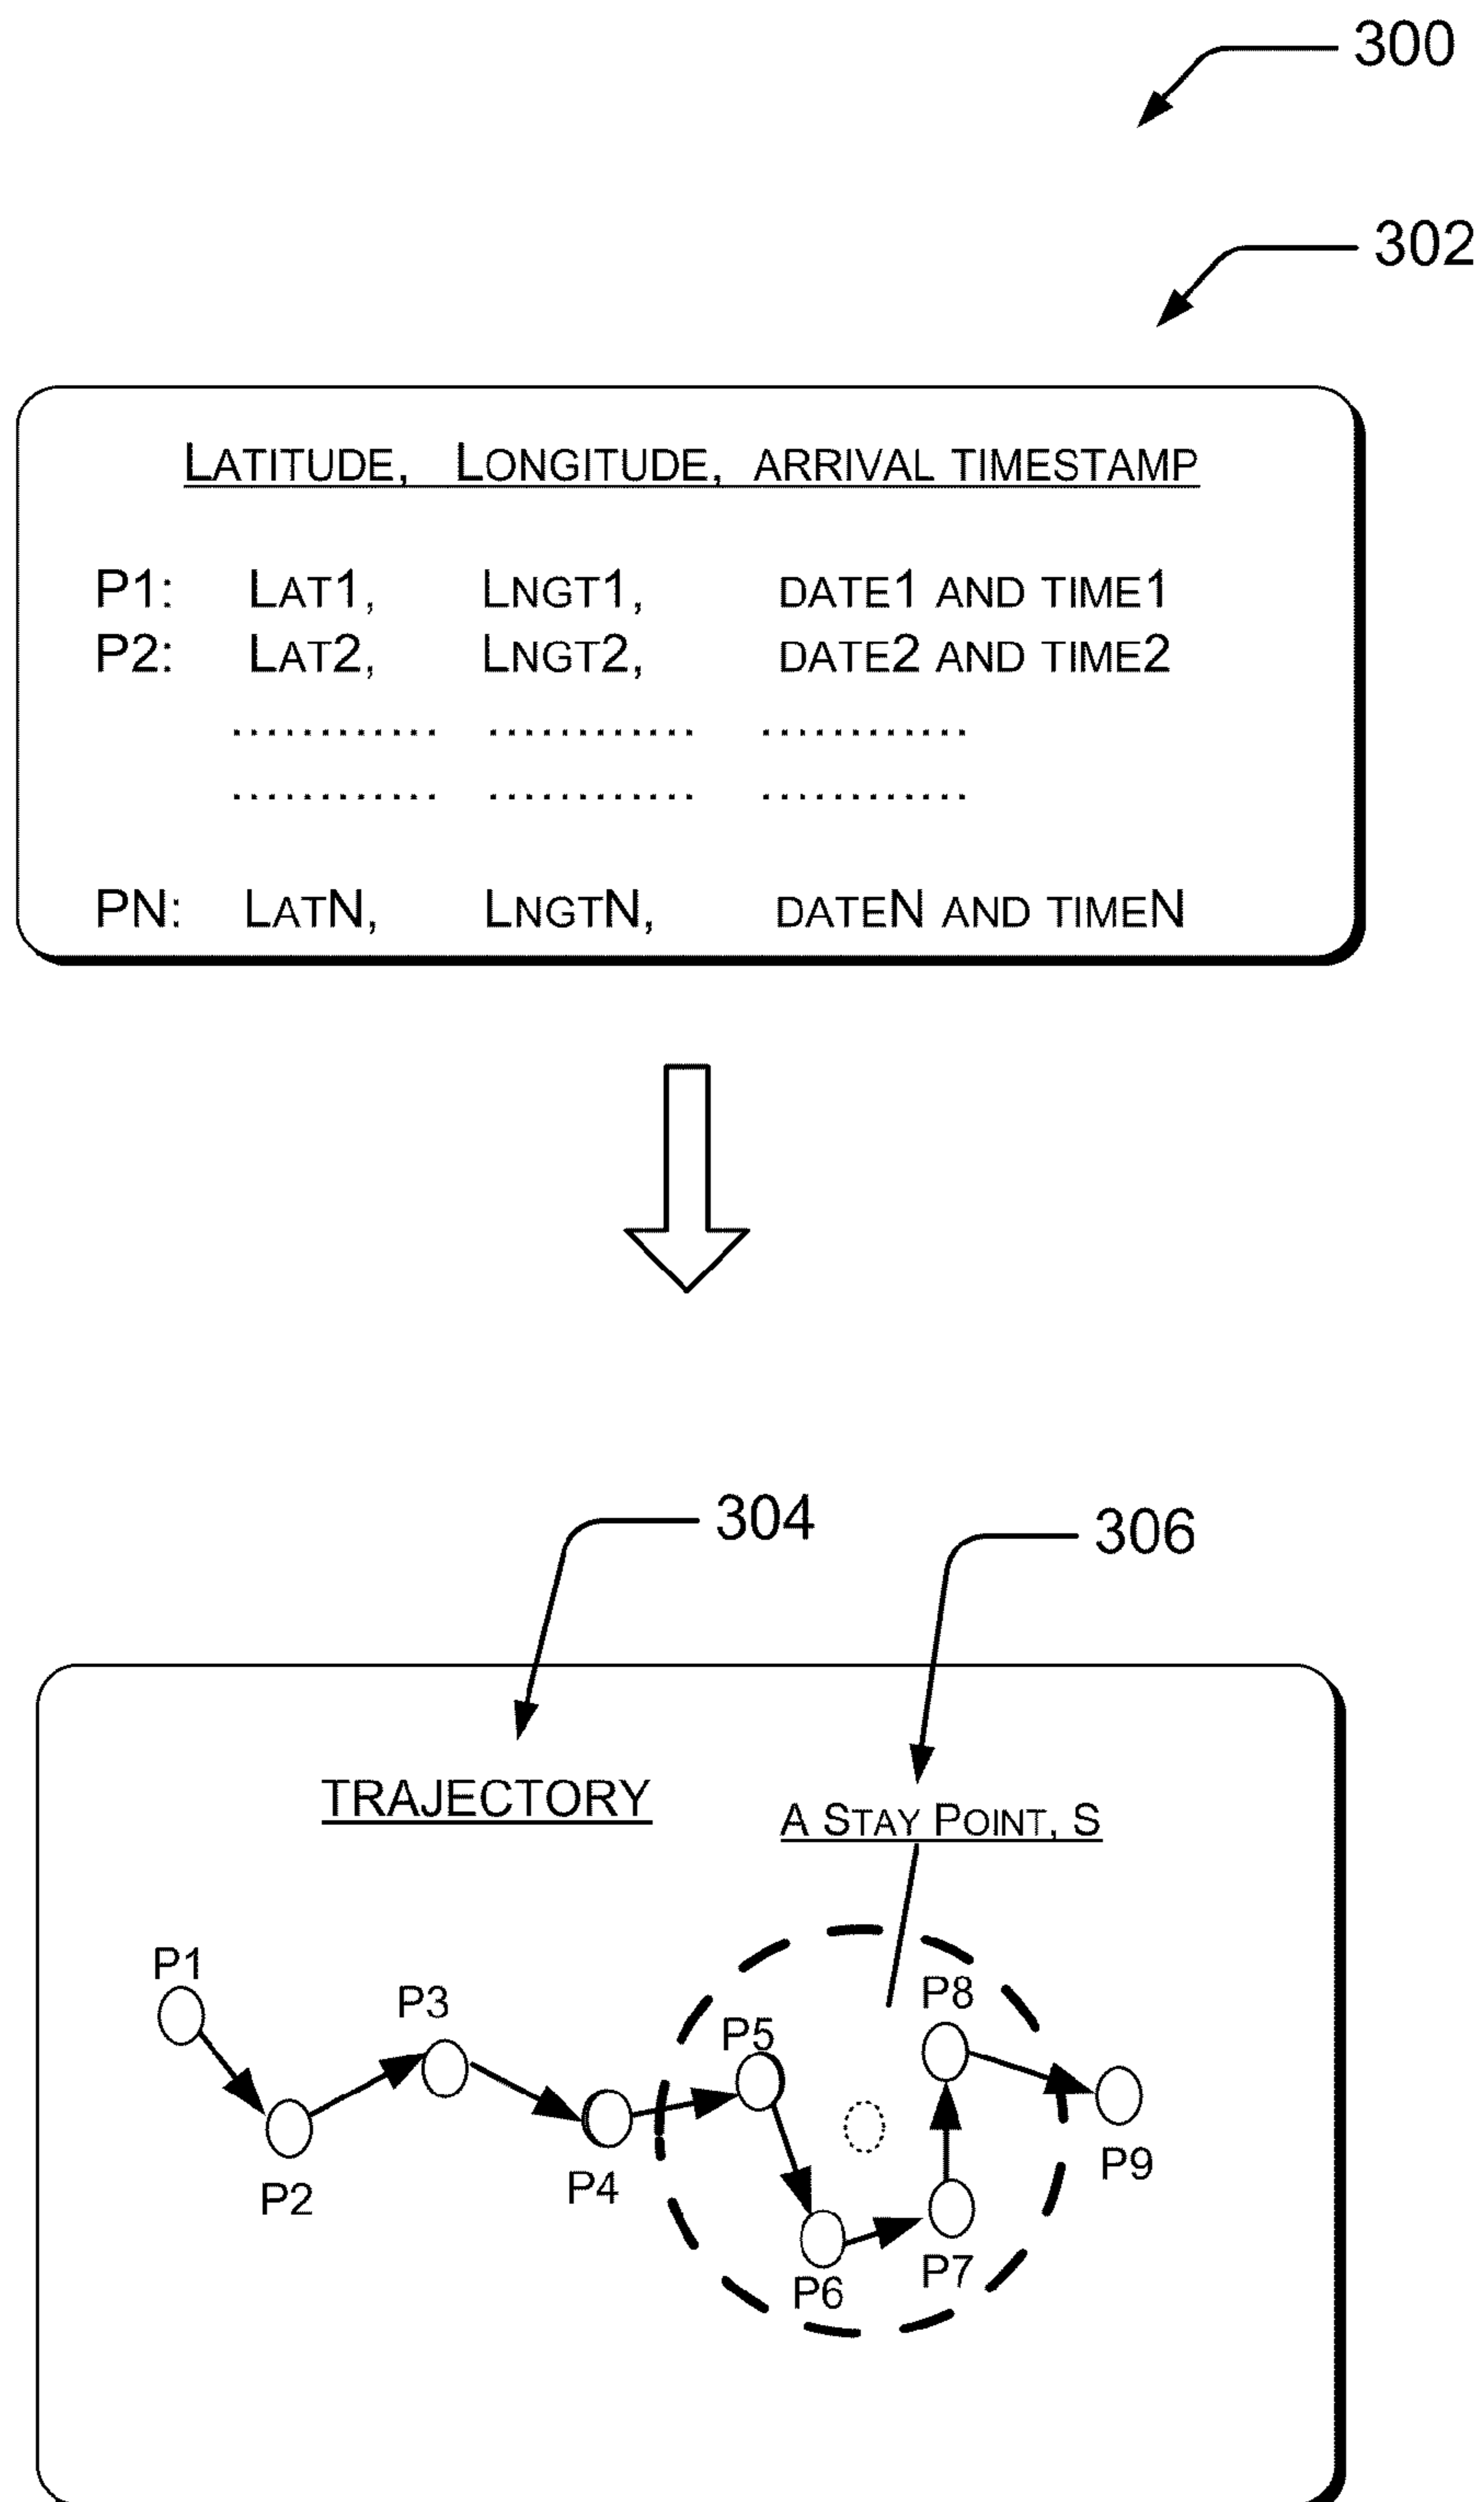 300
302
LATITUDE, LONGITUDE, ARRIVAL TIMESTAMP
P1: LAT1, LNGT1, DATE1 AND TIME1
P2: LAT2, LNGT2, DATE2 AND TIME2
............ ............ ............
............ ............ ............
PN: LATN, LNGTN, DATEN AND TIMEN
304
306
TRAJECTORY
A STAY POINT, S
P1
P3
P8
P5
P2
P4
P9
P7
P6